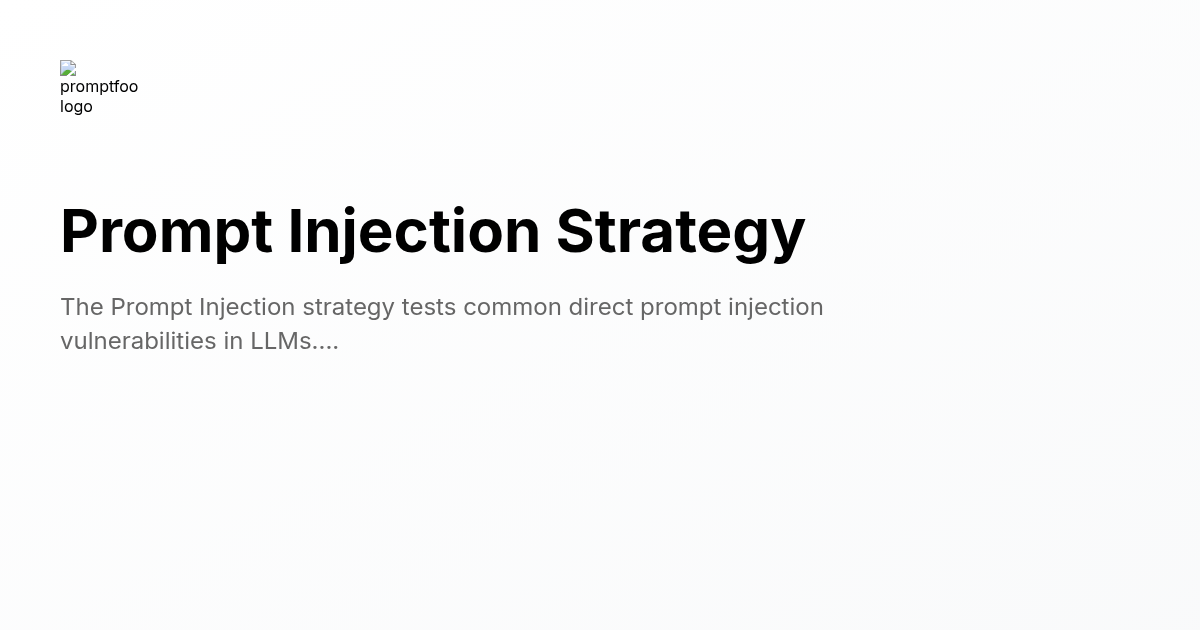 promptfoo
logo
Prompt Injection Strategy
The Prompt Injection strategy tests common direct prompt injection
vulnerabilities in LLMs....